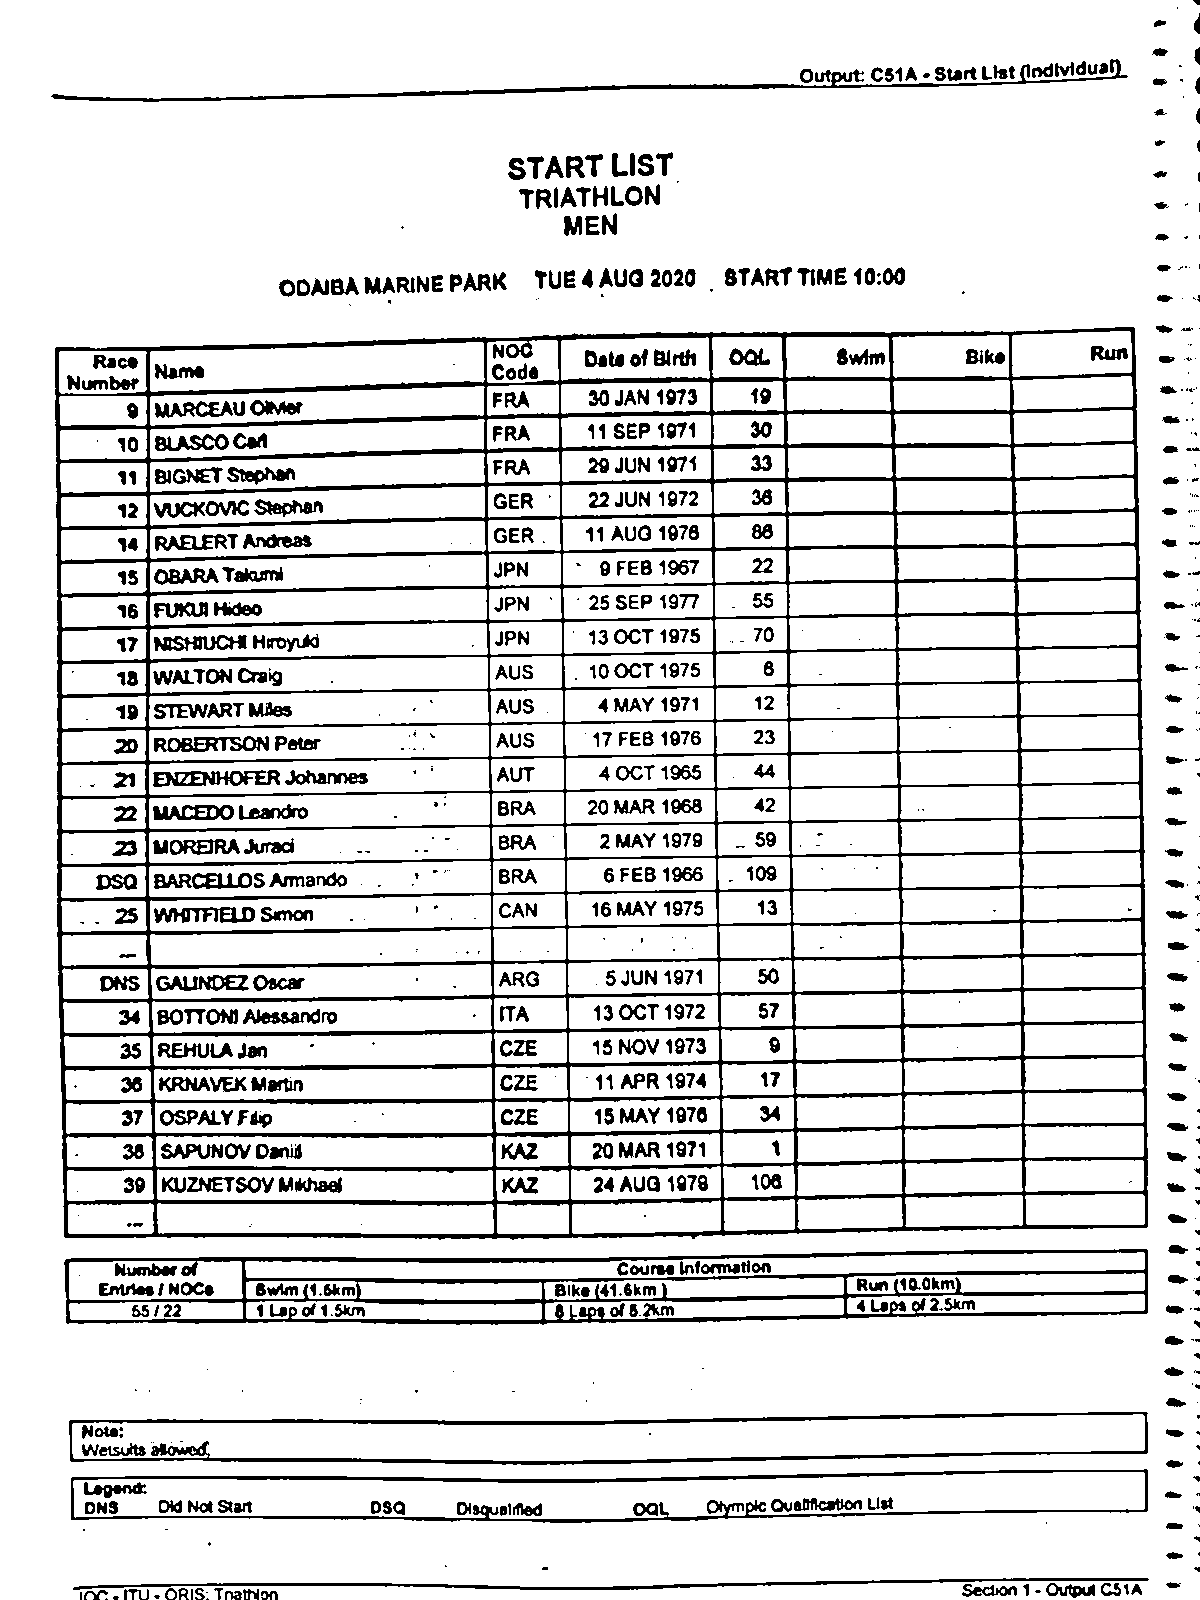 Output: C51A - Start List (Individual)
START LIST
TRIATHLON
MEN
ODAIBA MARINE PARK TUE 4 AUG 2020 START TIME 10:00
Race Number Name NOC Code Date of Birth OQL Swim Bike Run
9 MARCEAU Olivier FRA 30 JAN 1973 19
10 BLASCO Carl FRA 11 SEP 1971 30
11 BIGNET Stephan FRA 29 JUN 1971 33
12 VUCKOVIC Stephan GER 22 JUN 1972 36
14 RAELERT Andreas GER 11 AUG 1976 86
15 OBARA Takumi JPN 9 FEB 1967 22
16 FUKUI Hideo JPN 25 SEP 1977 55
17 NISHIUCHI Hiroyuki JPN 13 OCT 1975 70
18 WALTON Craig AUS 10 OCT 1975 6
19 STEWART Miles AUS 4 MAY 1971 12
20 ROBERTSON Peter AUS 17 FEB 1976 23
21 ENZENHOFER Johannes AUT 4 OCT 1965 44
22 MACEDO Leandro BRA 20 MAR 1968 42
23 MOREIRA Juraci BRA 2 MAY 1979 59
DSQ BARCELLOS Armando BRA 6 FEB 1966 109
25 WHITFIELD Simon CAN 16 MAY 1975 13
...
DNS GALINDEZ Oscar ARG 5 JUN 1971 50
34 BOTTONI Alessandro ITA 13 OCT 1972 57
35 REHULA Jan CZE 15 NOV 1973 9
36 KRNAVEK Martin CZE 11 APR 1974 17
37 OSPALY Filip CZE 15 MAY 1976 34
38 SAPUNOV Daniil KAZ 20 MAR 1971 1
39 KUZNETSOV Mikhael KAZ 24 AUG 1979 106
...
Number of Entries / NOCs Course Information
Swim (1.5km) Bike (41.6km ) Run (10.0km)
55 / 22 1 Lap of 1.5km 8 Laps of 5.2km 4 Laps of 2.5km
Note:
Wetsuits allowed,
Legend:
DNS Did Not Start DSQ Disqualified OQL Olympic Qualification List
IOC - ITU - ORIS: Triathlon Section 1 - Output C51A